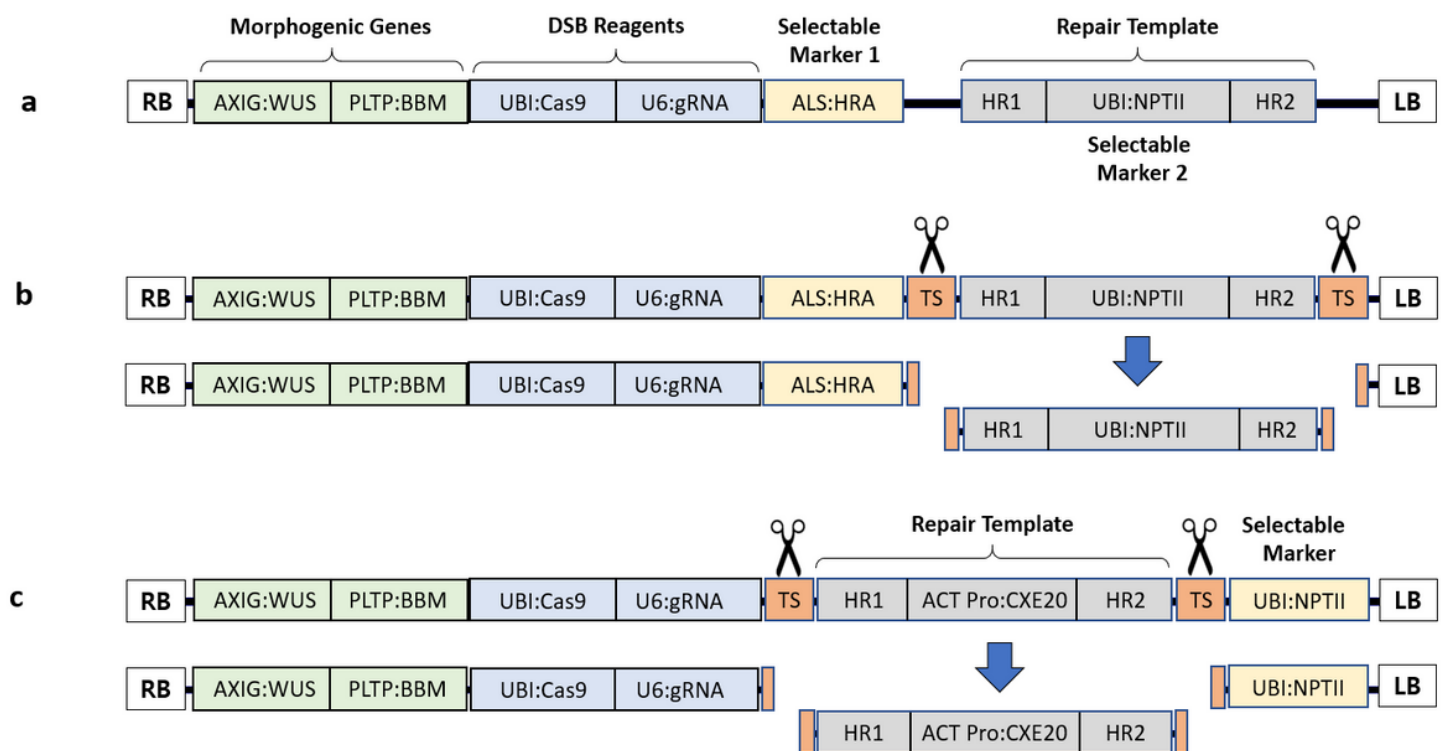 Morphogenic Genes DSB Reagents Selectable Marker 1 Repair Template
a RB AXIG:WUS PLTP:BBM UBI:Cas9 U6:gRNA ALS:HRA HR1 UBI:NPTII HR2 LB
Selectable
Marker 2
b RB AXIG:WUS PLTP:BBM UBI:Cas9 U6:gRNA ALS:HRA TS HR1 UBI:NPTII HR2 TS LB
RB AXIG:WUS PLTP:BBM UBI:Cas9 U6:gRNA ALS:HRA LB
HR1 UBI:NPTII HR2
Repair Template Selectable Marker
c RB AXIG:WUS PLTP:BBM UBI:Cas9 U6:gRNA TS HR1 ACT Pro:CXE20 HR2 TS UBI:NPTII LB
RB AXIG:WUS PLTP:BBM UBI:Cas9 U6:gRNA UBI:NPTII LB
HR1 ACT Pro:CXE20 HR2